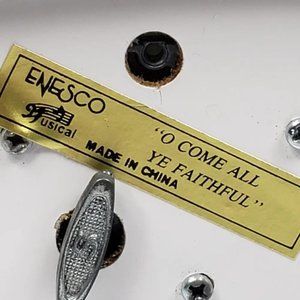 ENESCO
Musical
"O COME ALL
YE FAITHFUL"
MADE IN CHINA